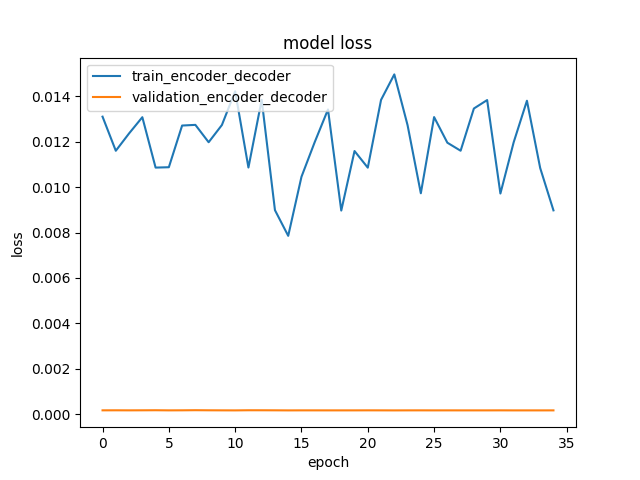 model loss
train_encoder_decoder
validation_encoder_decoder
0.014
0.012
0.010
0.008
0.006
0.004
0.002
0.000
loss
0 5 10 15 20 25 30 35
epoch